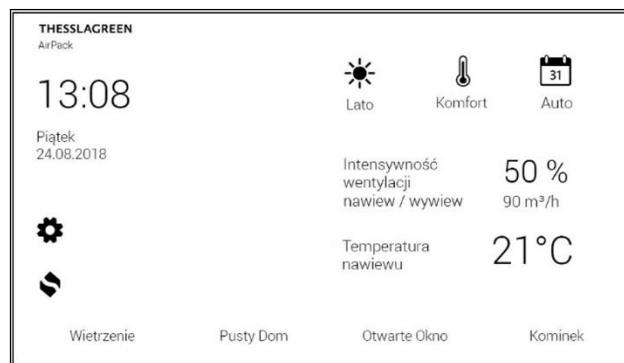 THESSLAGREEN
AirPack
13:08
Piątek
24.08.2018
31
Lato
Komfort
Auto
Intensywność
wentylacji
nawiew / wywiew
50 %
90 m³/h
Temperatura
nawiewu
21°C
Wietrzenie
Pusty Dom
Otwarte Okno
Kominek